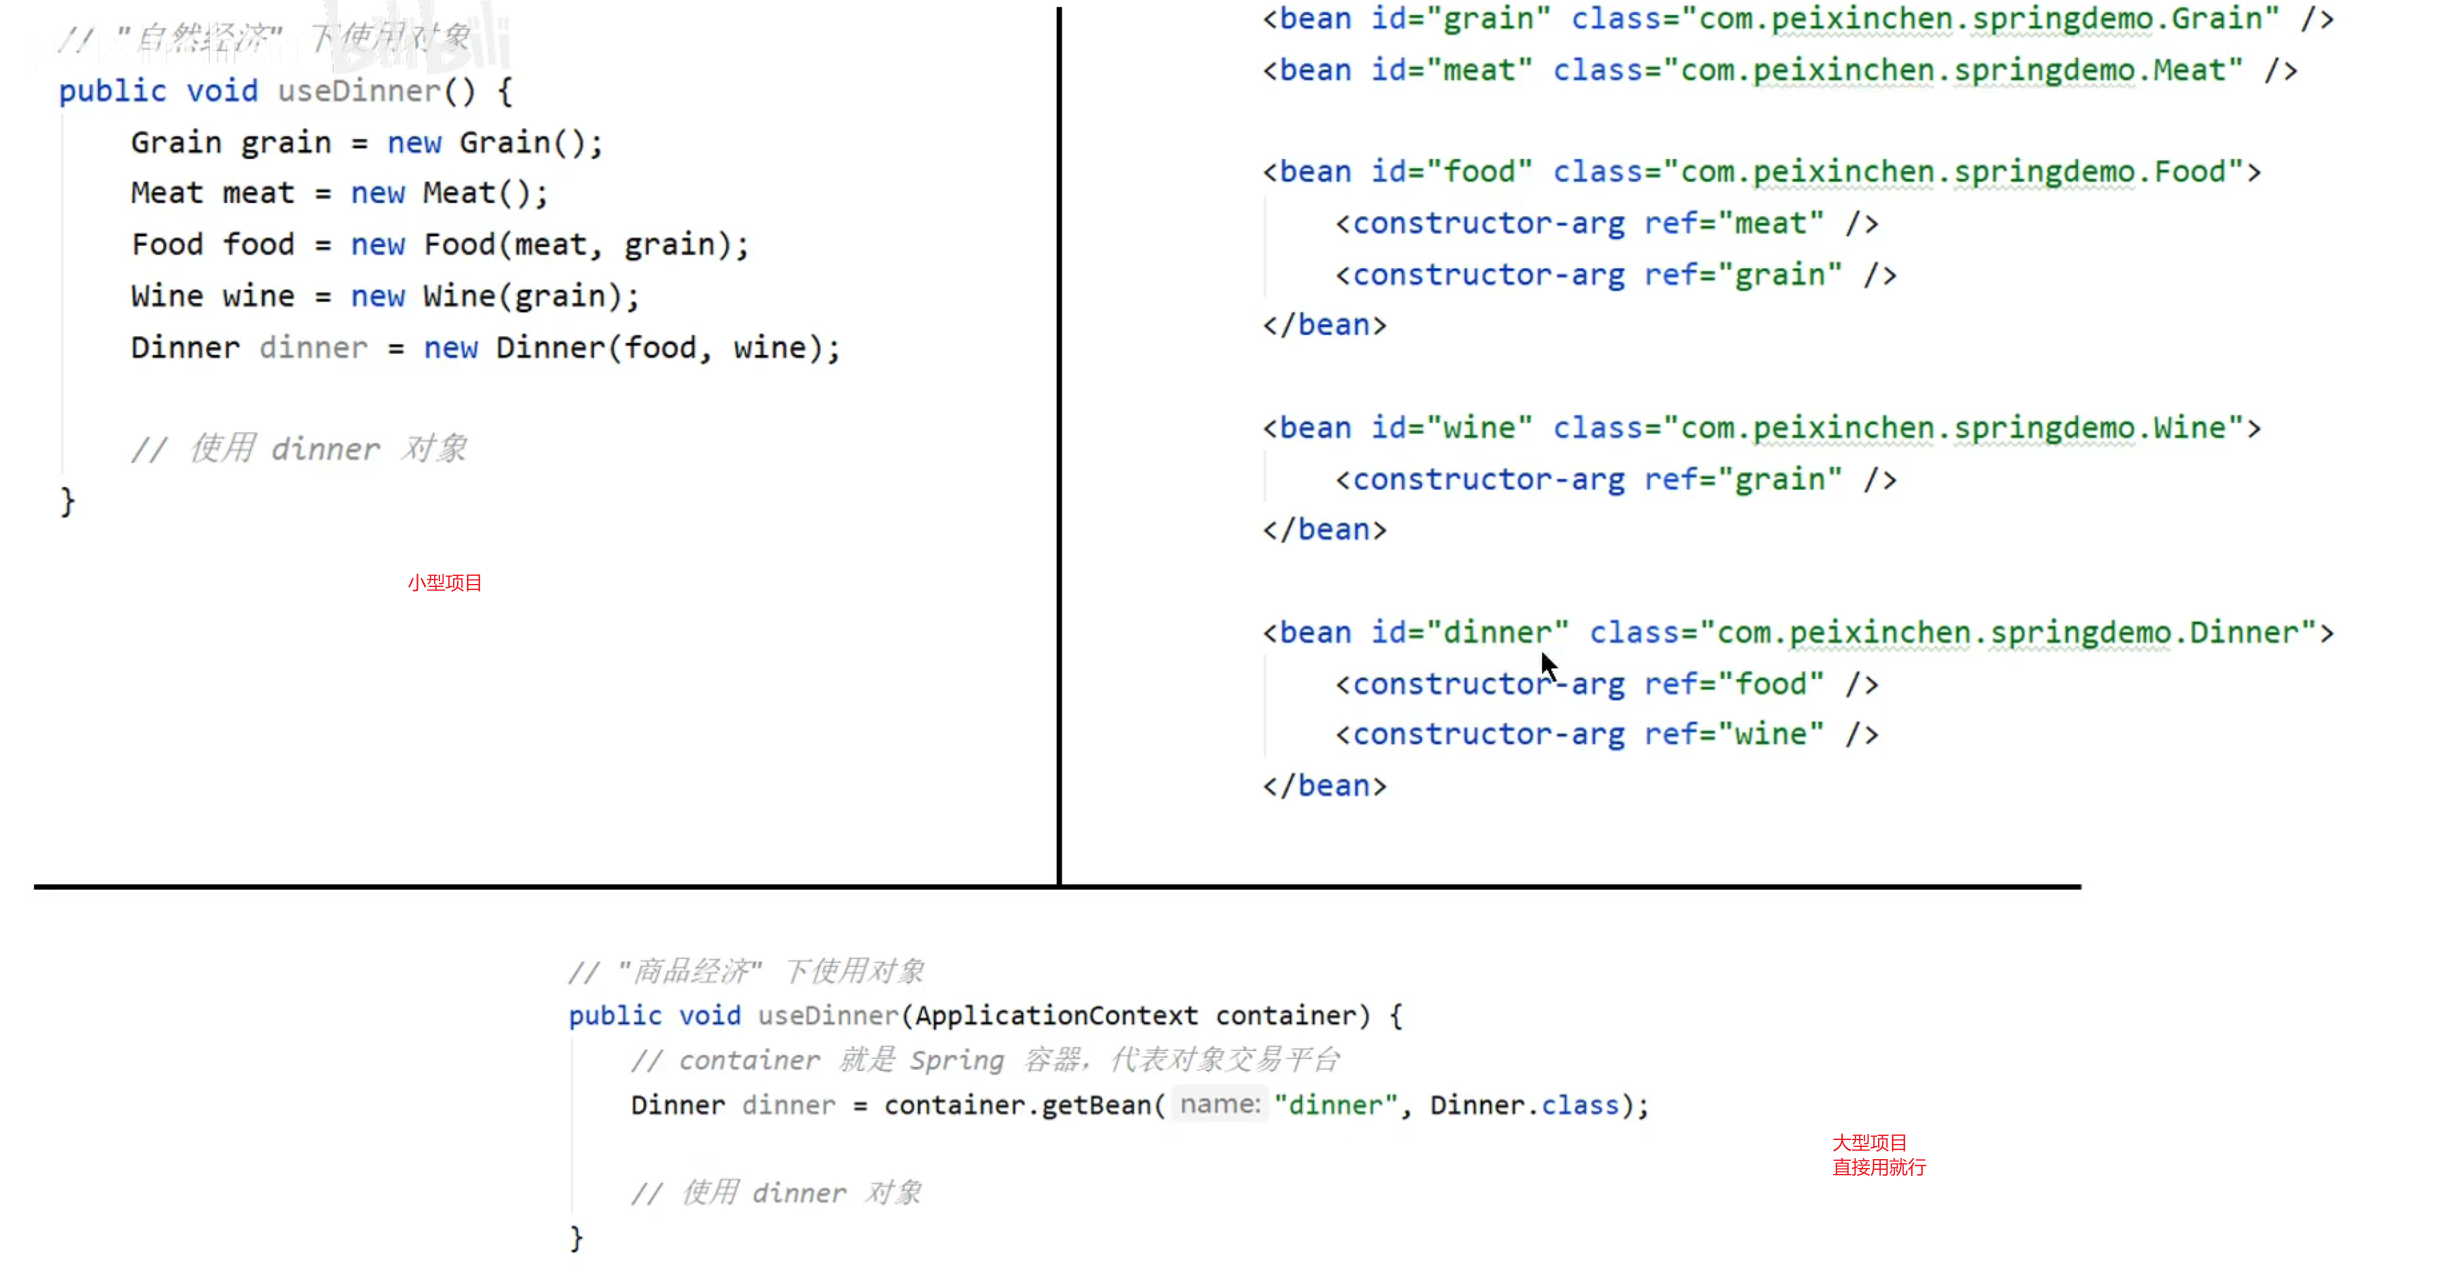 // "自然经济" 下使用对象
public void useDinner() {
Grain grain = new Grain();
Meat meat = new Meat();
Food food = new Food(meat, grain);
Wine wine = new Wine(grain);
Dinner dinner = new Dinner(food, wine);
// 使用 dinner 对象
}
小型项目
<bean id="grain" class="com.peixinchen.springdemo.Grain" />
<bean id="meat" class="com.peixinchen.springdemo.Meat" />
<bean id="food" class="com.peixinchen.springdemo.Food">
<constructor-arg ref="meat" />
<constructor-arg ref="grain" />
</bean>
<bean id="wine" class="com.peixinchen.springdemo.Wine">
<constructor-arg ref="grain" />
</bean>
<bean id="dinner" class="com.peixinchen.springdemo.Dinner">
<constructor-arg ref="food" />
<constructor-arg ref="wine" />
</bean>
// "商品经济" 下使用对象
public void useDinner(ApplicationContext container) {
// container 就是 Spring 容器，代表对象交易平台
Dinner dinner = container.getBean( name: "dinner", Dinner.class);
// 使用 dinner 对象
}
大型项目
直接用就行
bilibili